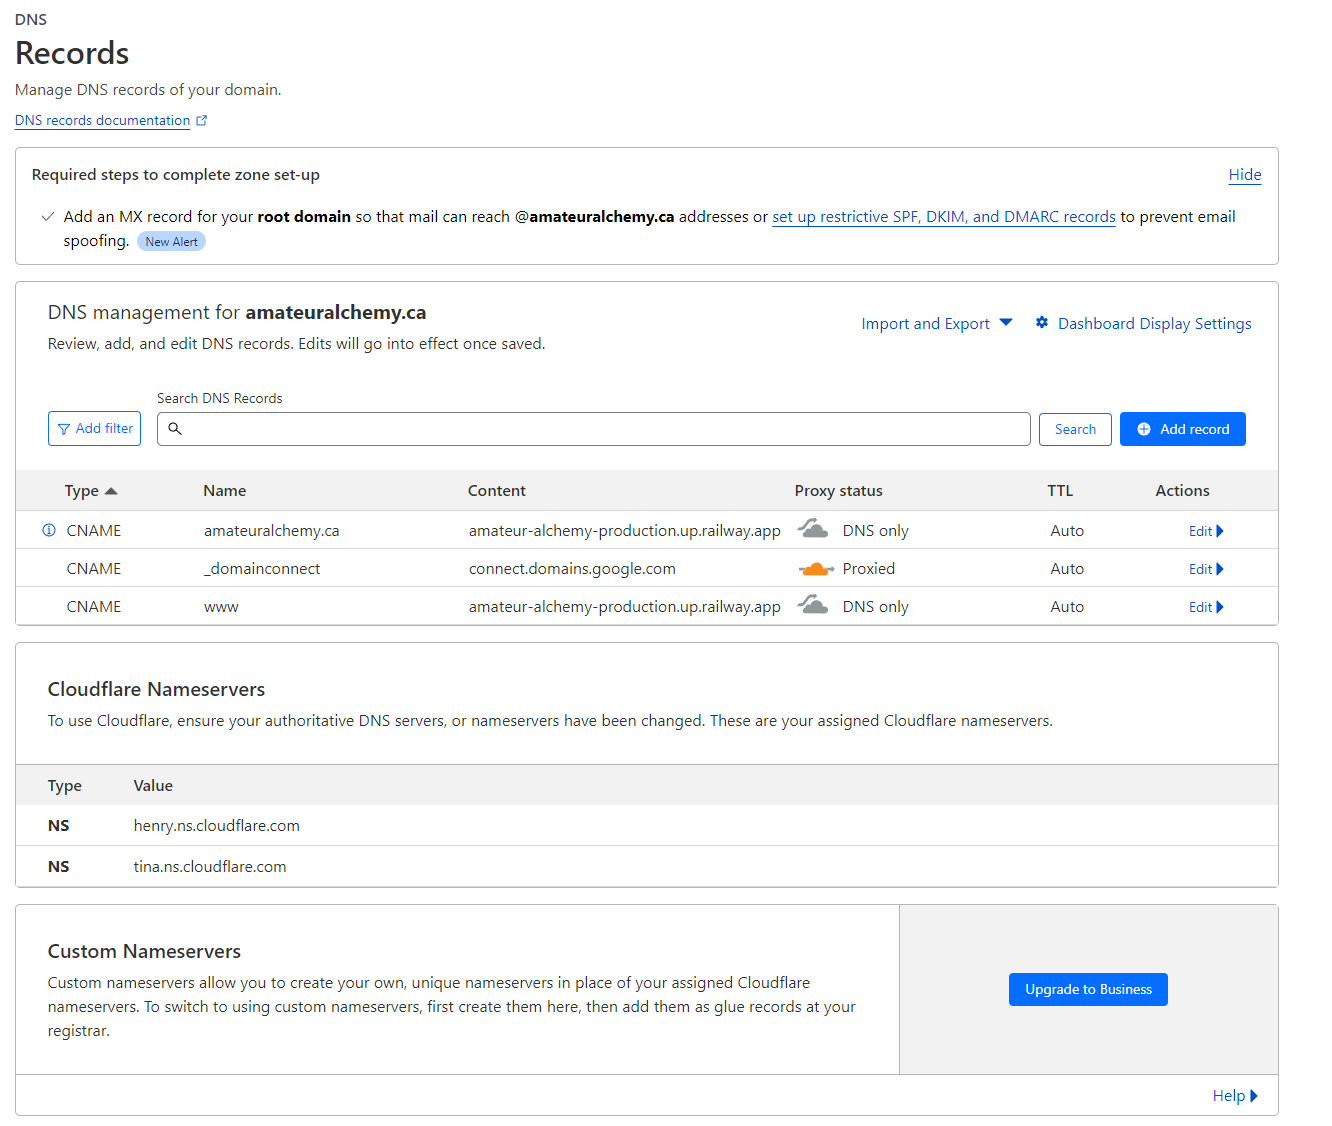 DNS
Records
Manage DNS records of your domain.
DNS records documentation
Required steps to complete zone set-up
Hide
Add an MX record for your root domain so that mail can reach @amateuralchemy.ca addresses or set up restrictive SPF, DKIM, and DMARC records to prevent email
spoofing. New Alert
DNS management for amateuralchemy.ca
Review, add, and edit DNS records. Edits will go into effect once saved.
Import and Export
Dashboard Display Settings
Search DNS Records
Add filter
Search
Add record
Type Name Content Proxy status TTL Actions
CNAME amateuralchemy.ca amateur-alchemy-production.up.railway.app DNS only Auto Edit
CNAME _domainconnect connect.domains.google.com Proxied Auto Edit
CNAME www amateur-alchemy-production.up.railway.app DNS only Auto Edit
Cloudflare Nameservers
To use Cloudflare, ensure your authoritative DNS servers, or nameservers have been changed. These are your assigned Cloudflare nameservers.
Type Value
NS henry.ns.cloudflare.com
NS tina.ns.cloudflare.com
Custom Nameservers
Custom nameservers allow you to create your own, unique nameservers in place of your assigned Cloudflare
nameservers. To switch to using custom nameservers, first create them here, then add them as glue records at your
registrar.
Upgrade to Business
Help